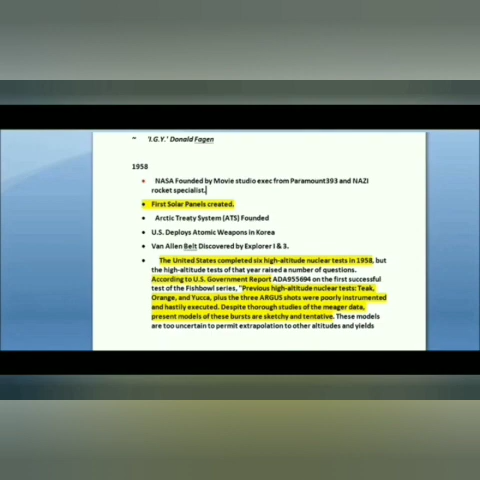 ~ 'I.G.Y.' Donald Fagen
1958
• NASA Founded by Movie studio exec from Paramount393 and NAZI
rocket specialist.
• First Solar Panels created.
• Arctic Treaty System (ATS) Founded
• U.S. Deploys Atomic Weapons in Korea
• Van Allen Belt Discovered by Explorer I & 3.
• The United States completed six high-altitude nuclear tests in 1958, but
the high-altitude tests of that year raised a number of questions.
According to U.S. Government Report ADA955694 on the first successful
test of the Fishbowl series, "Previous high-altitude nuclear tests: Teak,
Orange, and Yucca, plus the three ARGUS shots were poorly instrumented
and hastily executed. Despite thorough studies of the meager data,
present models of these bursts are sketchy and tentative. These models
are too uncertain to permit extrapolation to other altitudes and yields